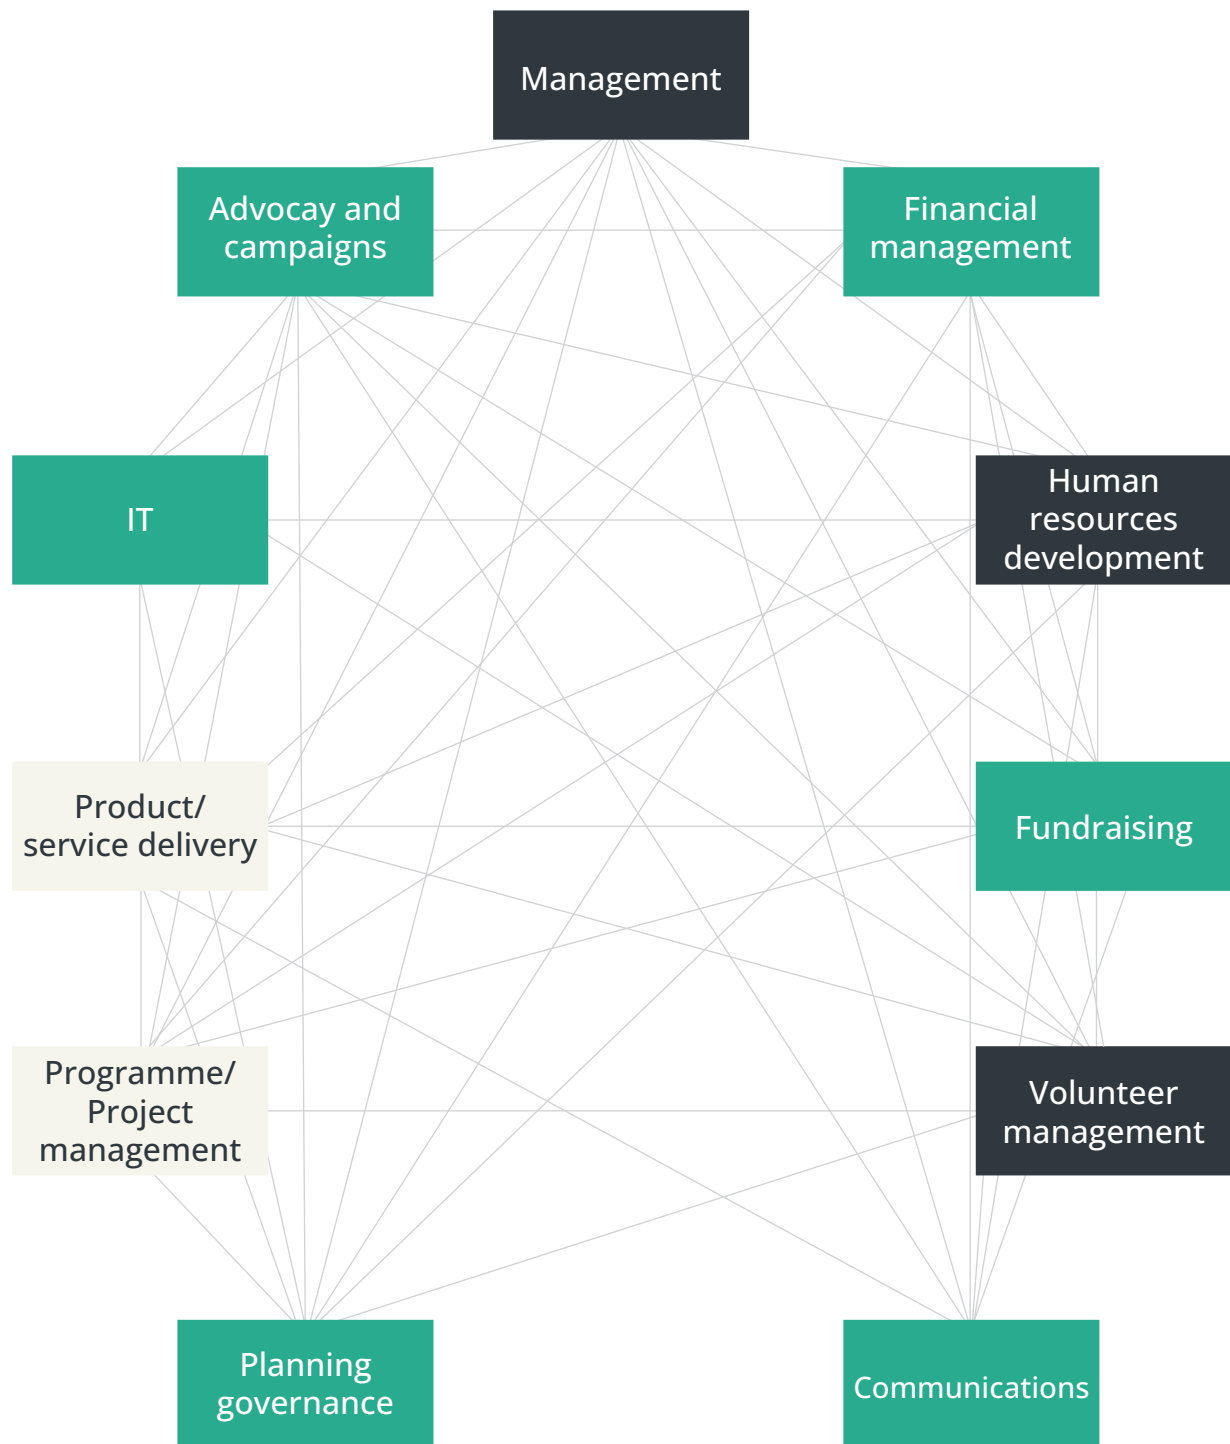 Management
Advocay and
campaigns
Financial
management
IT
Human
resources
development
Product/
service delivery
Fundraising
Programme/
Project
management
Volunteer
management
Planning
governance
Communications